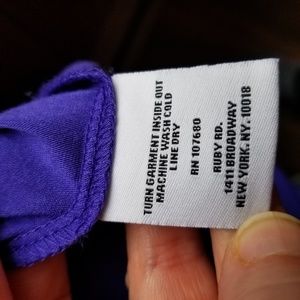 TURN GARMENT INSIDE OUT
MACHINE WASH COLD
LINE DRY
RN 107680
RUBY RD.
1411 BROADWAY
NEW YORK. NY. 10018